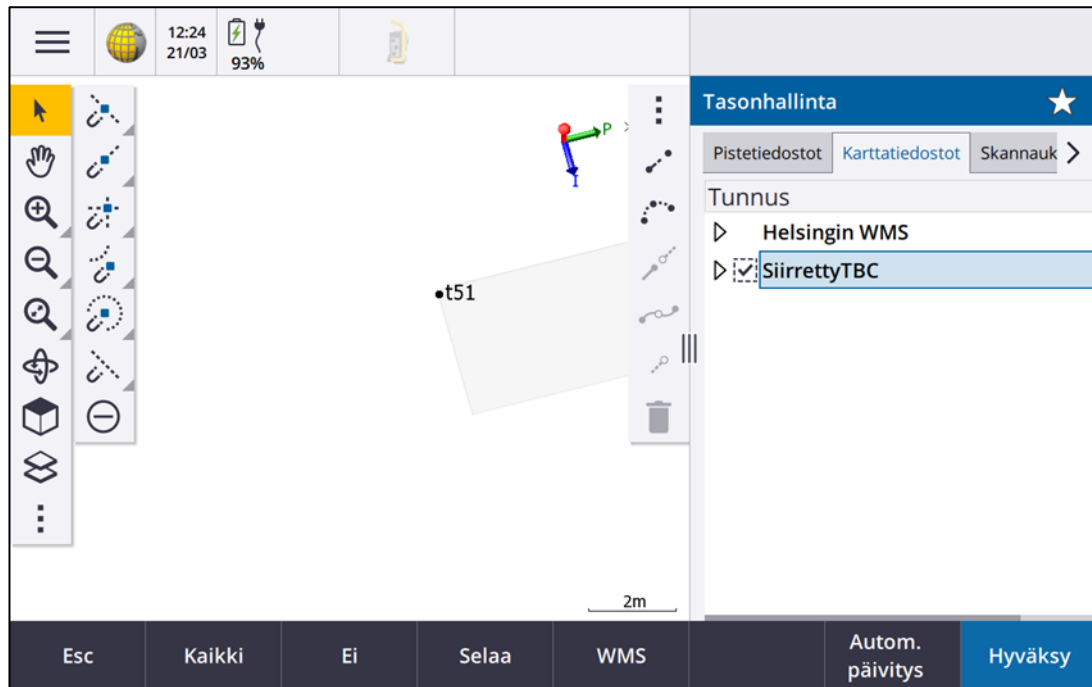 12:24
21/03
93%
Tasonhallinta
Pistetiedostot
Karttatiedostot
Skannauk
Tunnus
Helsingin WMS
SiirrettyTBC
P
I
t51
2m
Esc
Kaikki
Ei
Selaa
WMS
Autom.
päivitys
Hyväksy